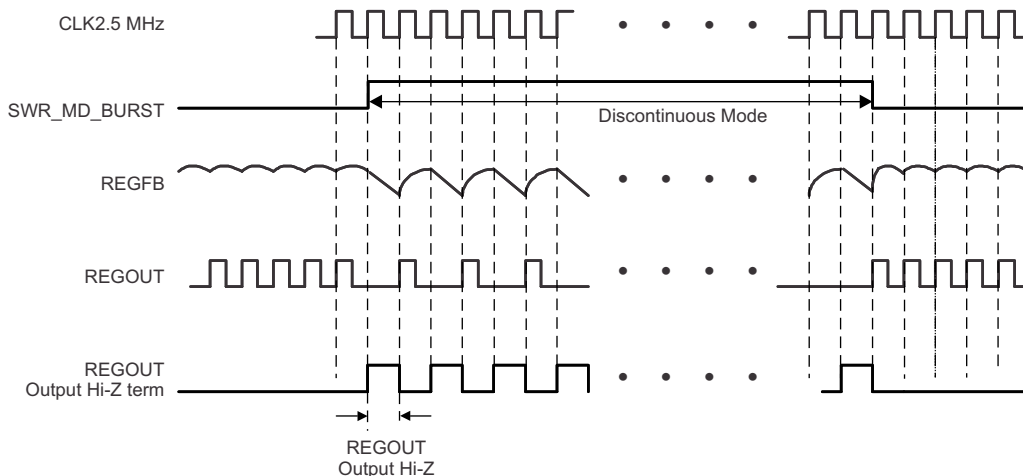 CLK2.5 MHz
SWR_MD_BURST
Discontinuous Mode
REGFB
REGOUT
REGOUT
Output Hi-Z term
REGOUT
Output Hi-Z